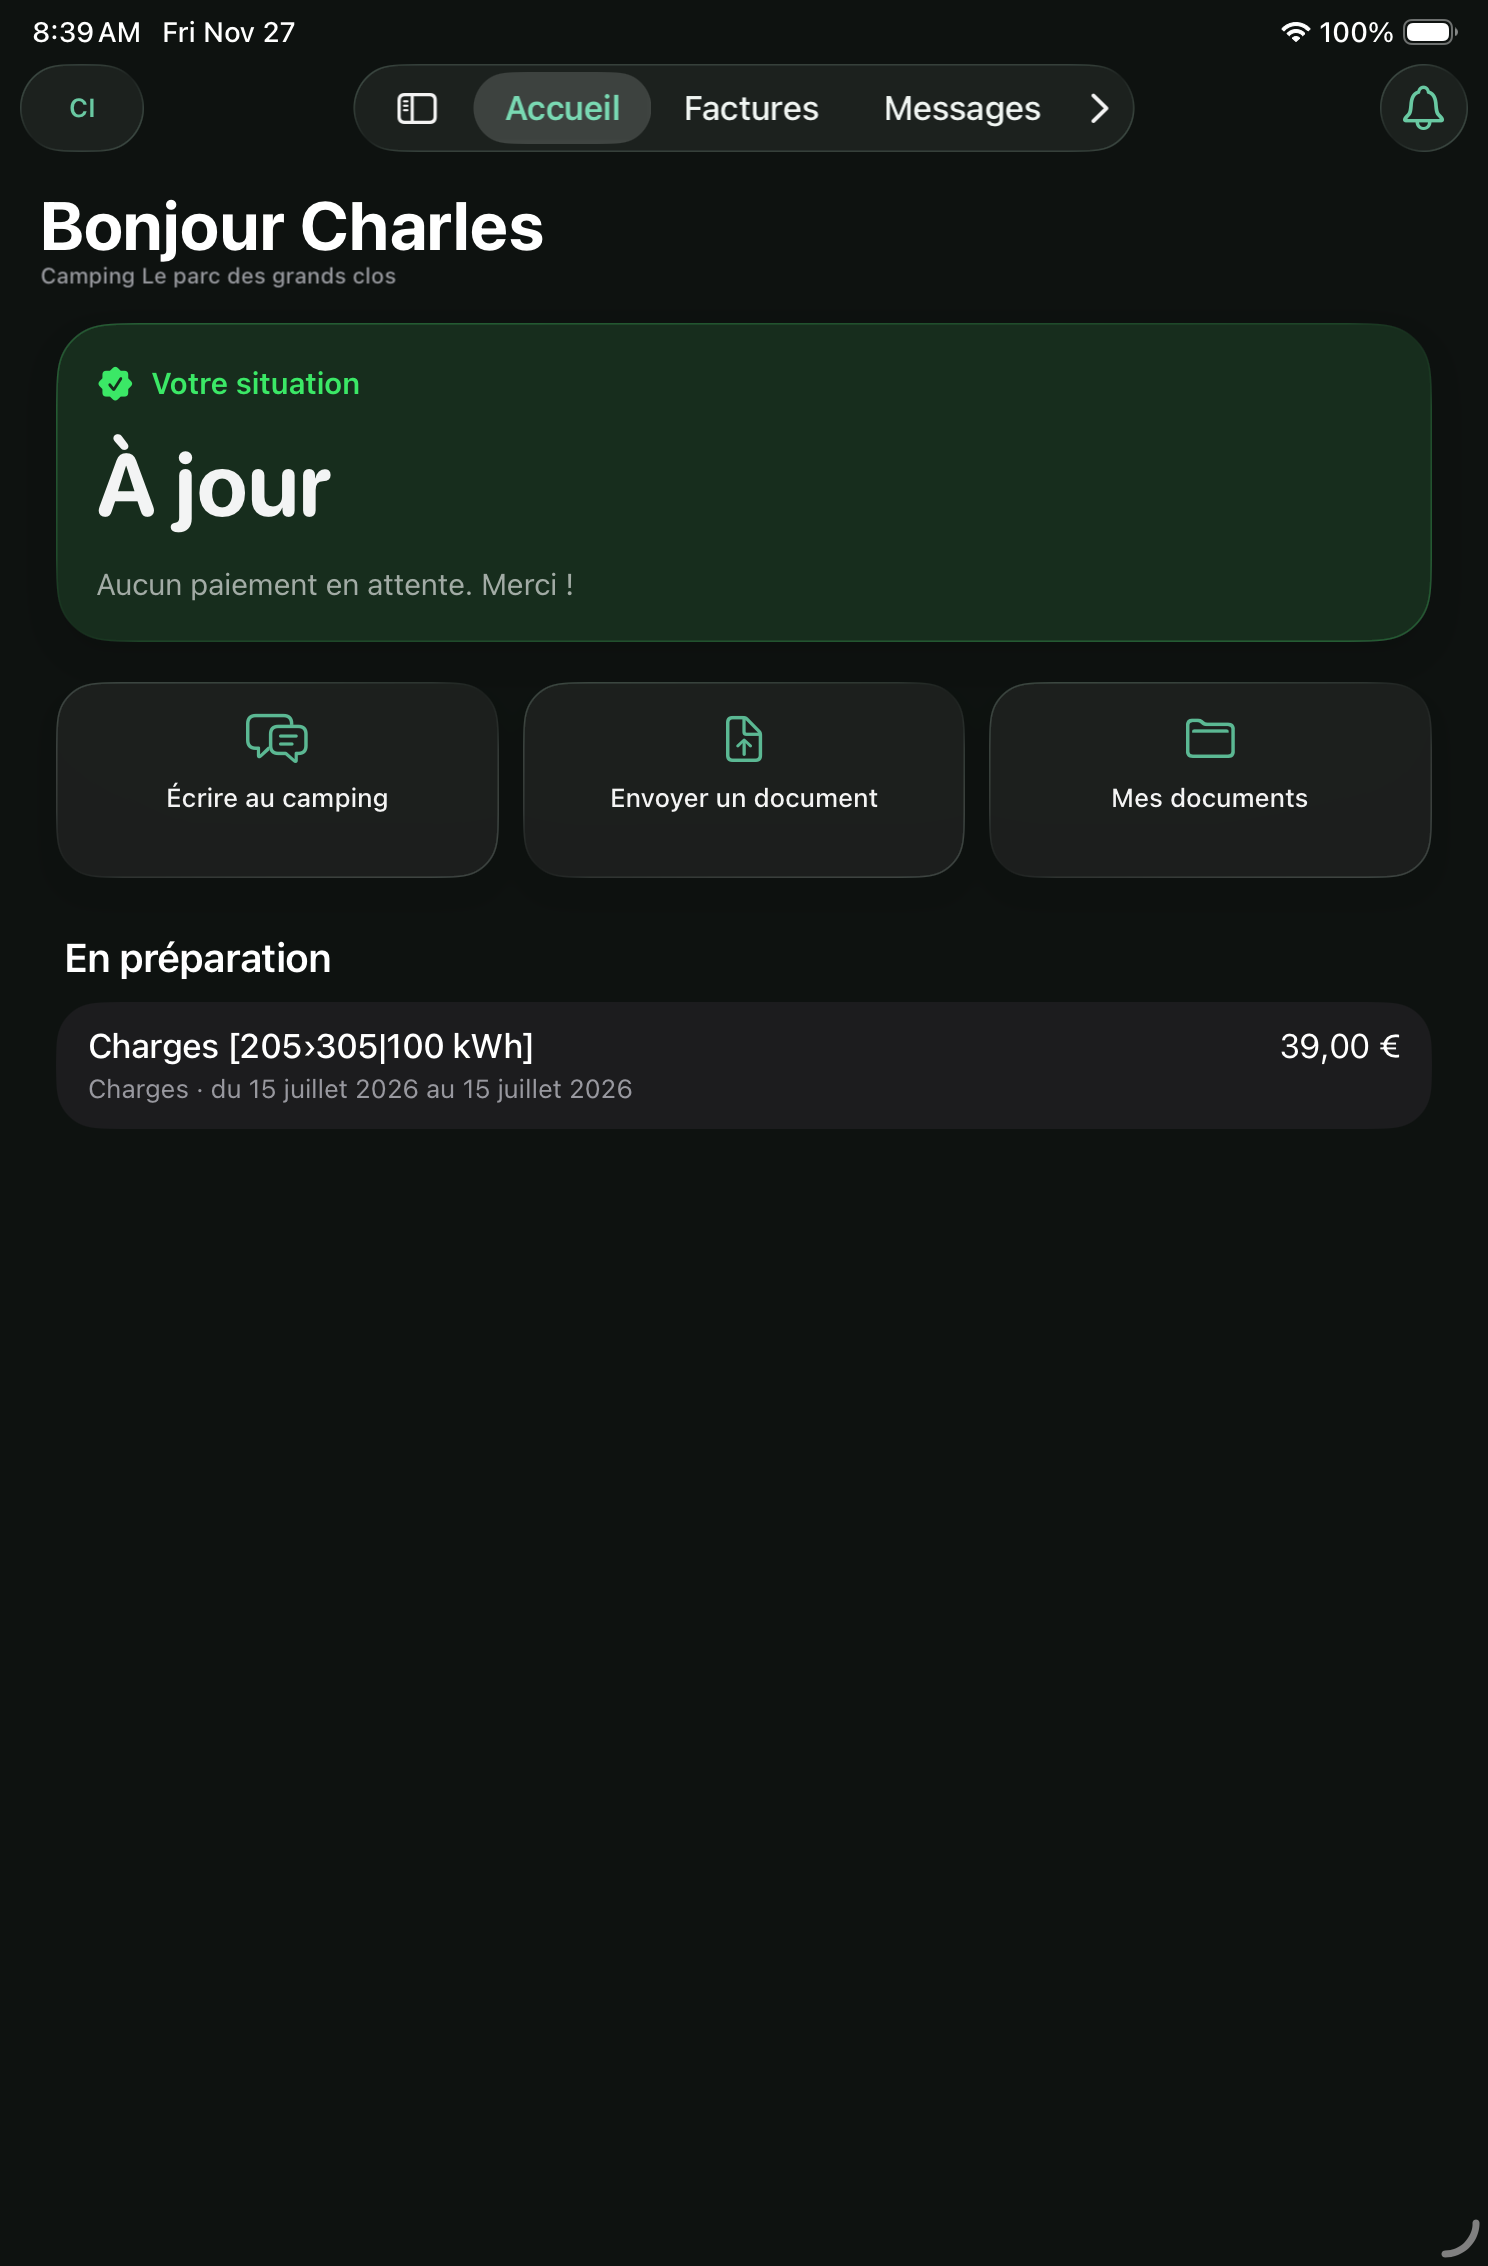 8:39 AM Fri Nov 27 100%
CI Accueil Factures Messages
Bonjour Charles
Camping Le parc des grands clos
Votre situation
À jour
Aucun paiement en attente. Merci !
Écrire au camping Envoyer un document Mes documents
En préparation
Charges [205›305|100 kWh] 39,00 €
Charges · du 15 juillet 2026 au 15 juillet 2026